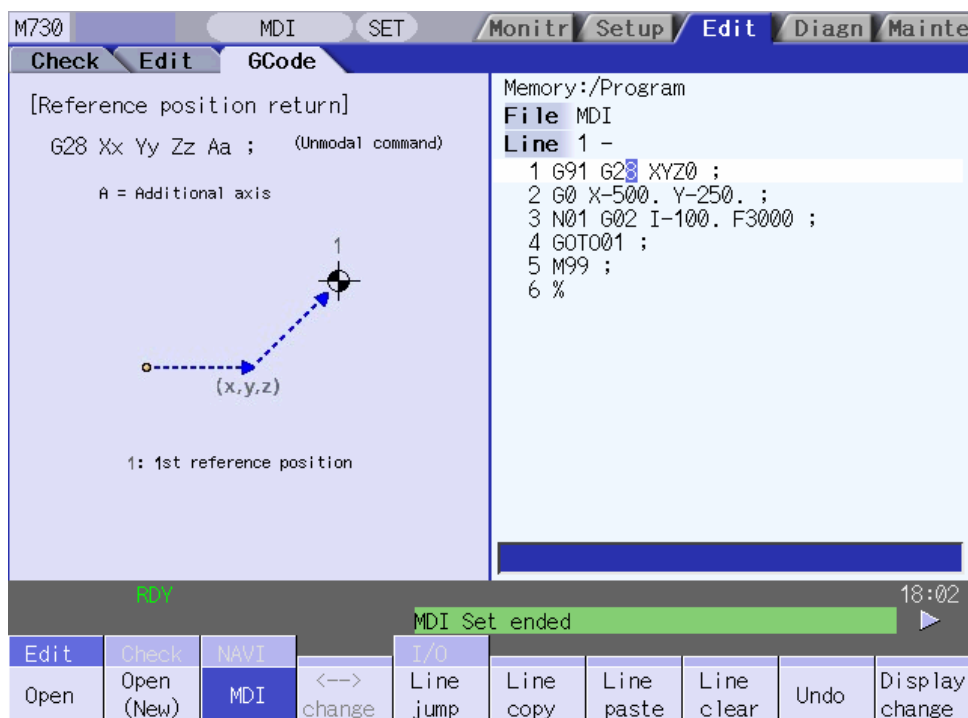 M730 MDI SET Monitr Setup Edit Diagn Mainte
Check Edit GCode
[Reference position return]
G28 Xx Yy Zz Aa ; (Unmodal command)
A = Additional axis
1
(x,y,z)
1: 1st reference position
Memory:/Program
File MDI
Line 1 -
1 G91 G28 XYZ0 ;
2 G0 X-500. Y-250. ;
3 N01 G02 I-100. F3000 ;
4 GOTO01 ;
5 M99 ;
6 %
RDY 18:02
MDI Set ended
Edit Check NAVI I/O
Open
Open (New)
MDI
<--> change
Line jump
Line copy
Line paste
Line clear
Undo
Display change